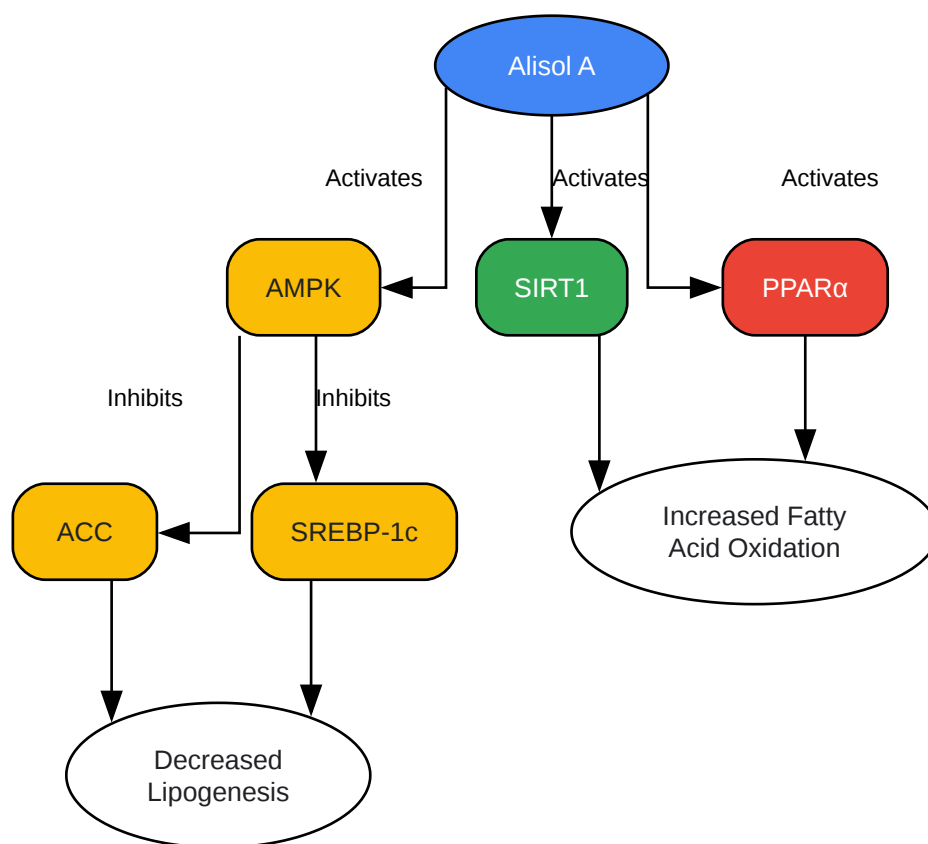 Alisol A
Activates
Activates
Activates
AMPK
SIRT1
PPARα
Inhibits
Inhibits
ACC
SREBP-1c
Increased Fatty
Acid Oxidation
Decreased
Lipogenesis